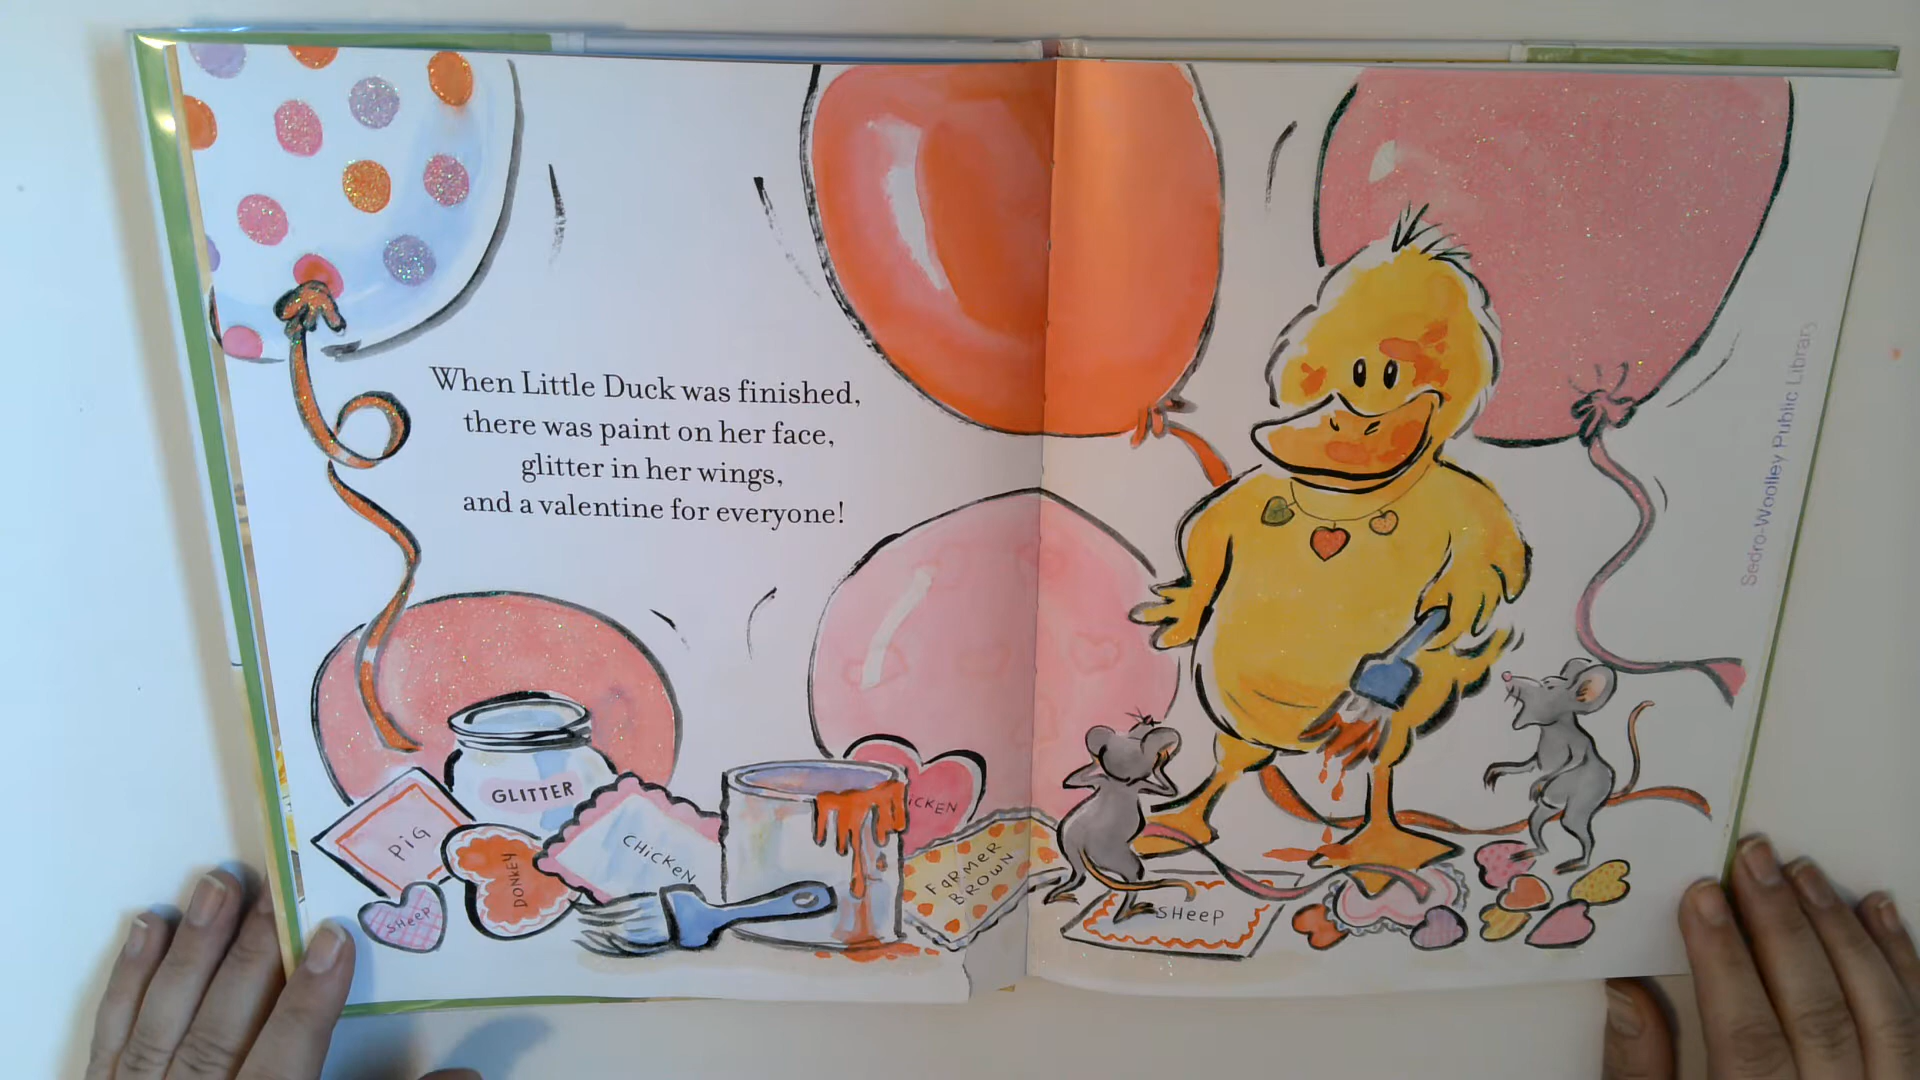 When Little Duck was finished,
there was paint on her face,
glitter in her wings,
and a valentine for everyone!
GLITTER
PiG
DONKEY
CHicKeN
SHeeP
icKEN
FaRMeR
BROWN
SHeeP
Sedro-Woolley Public Library